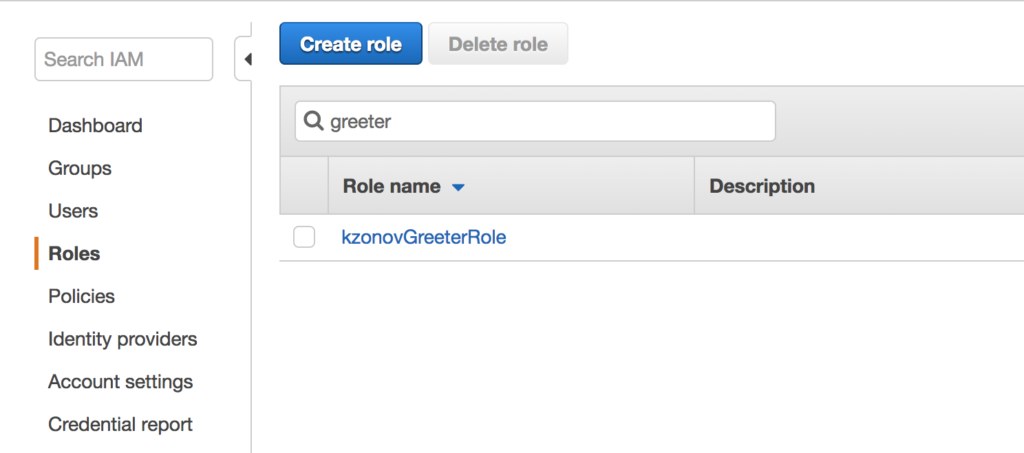 Search IAM
Dashboard
Groups
Users
Roles
Policies
Identity providers
Account settings
Credential report
Create role
Delete role
greeter
Role name
Description
kzonovGreeterRole